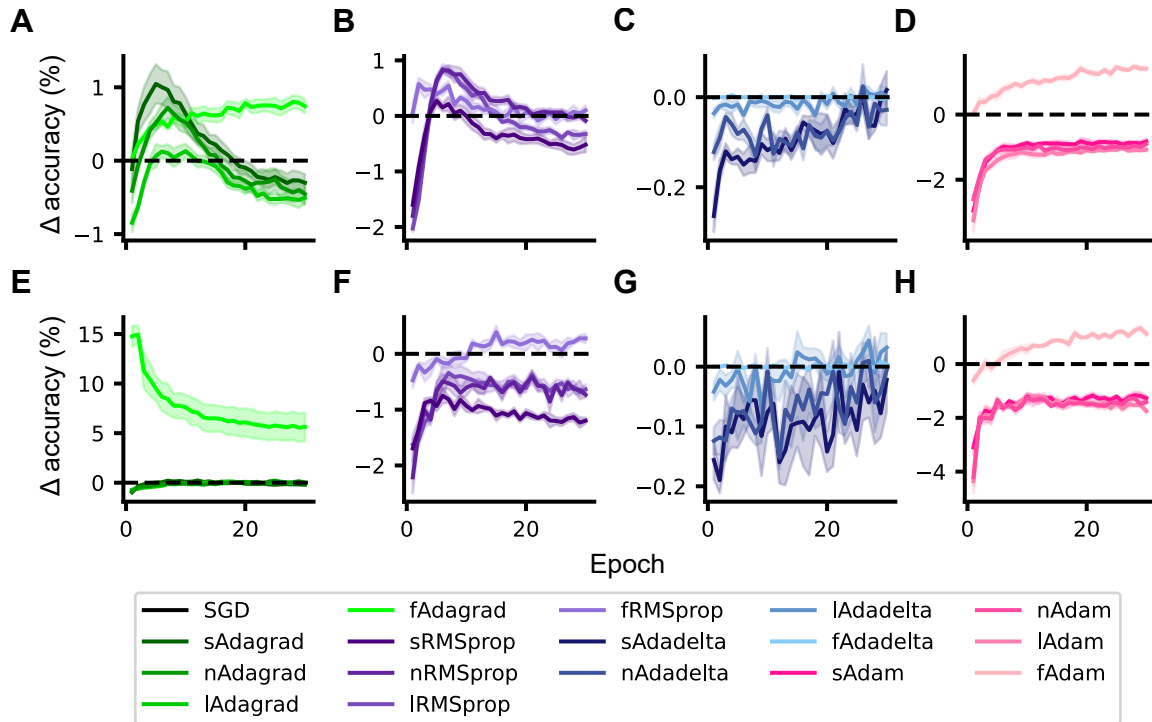 A B C D
Δ accuracy (%)
1
0
−1
1
0
−1
−2
0.0
−0.2
0
−2
E F G H
Δ accuracy (%)
15
10
5
0
0
−1
−2
0.0
−0.1
−0.2
0
−2
−4
0 20 0 20 0 20 0 20
Epoch
SGD fAdagrad fRMSprop lAdadelta nAdam
sAdagrad sRMSprop sAdadelta fAdadelta lAdam
nAdagrad nRMSprop nAdadelta sAdam fAdam
lAdagrad lRMSprop